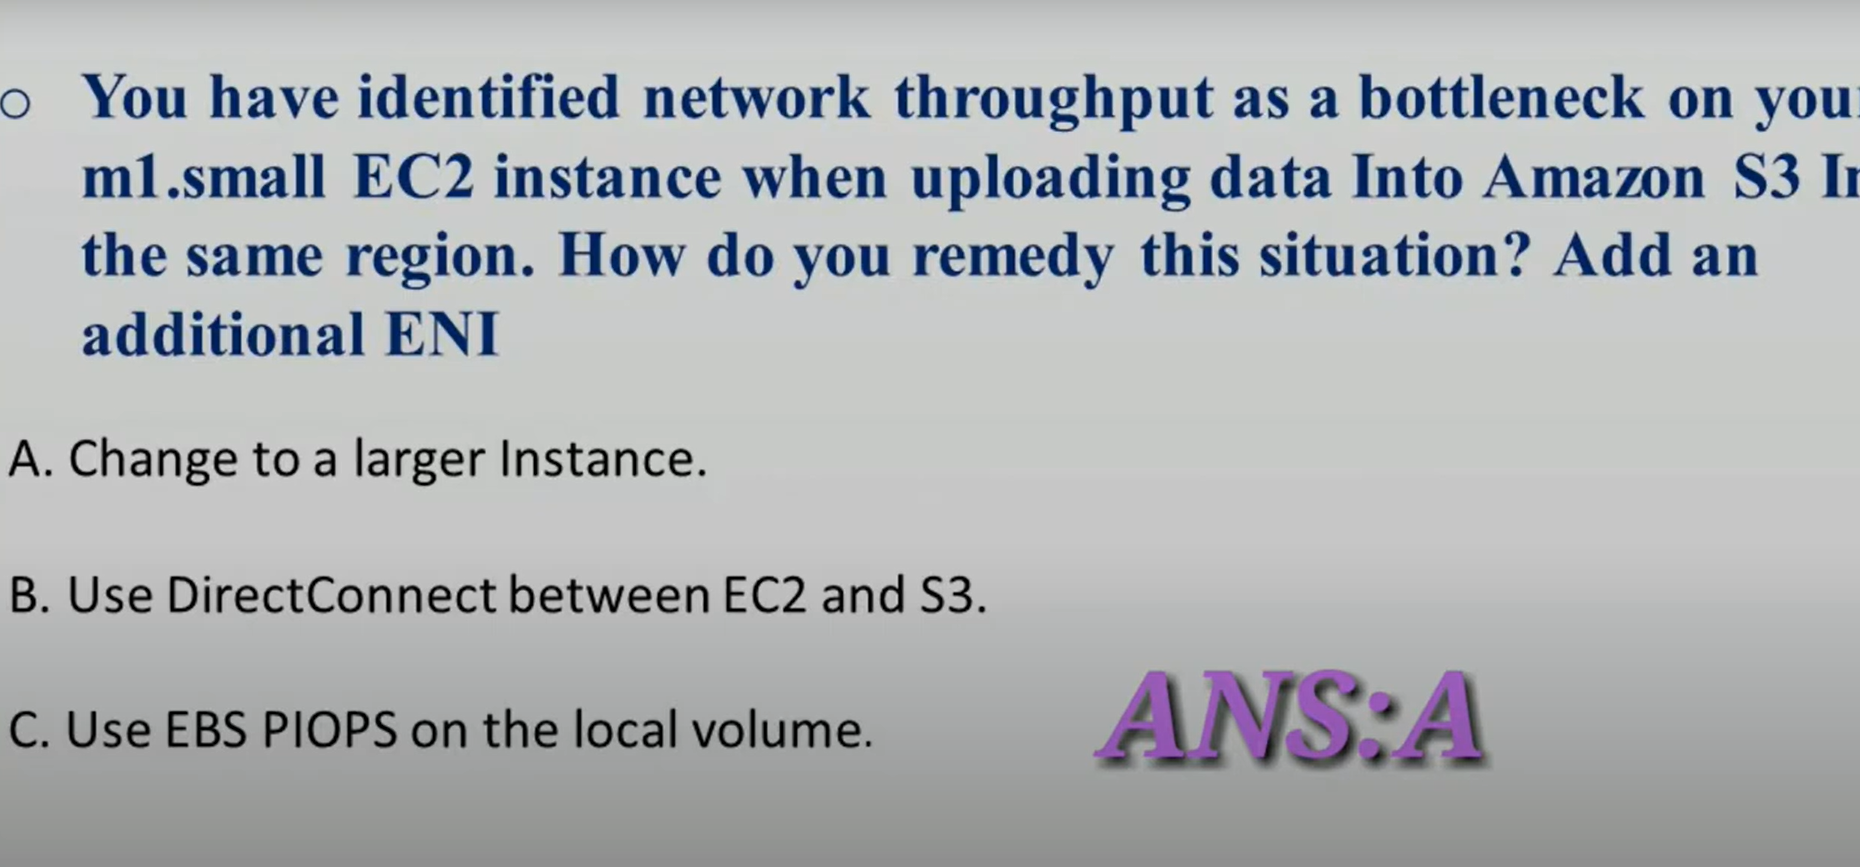 o You have identified network throughput as a bottleneck on you
m1.small EC2 instance when uploading data Into Amazon S3 In
the same region. How do you remedy this situation? Add an
additional ENI
A. Change to a larger Instance.
B. Use DirectConnect between EC2 and S3.
C. Use EBS PIOPS on the local volume.
ANS:A